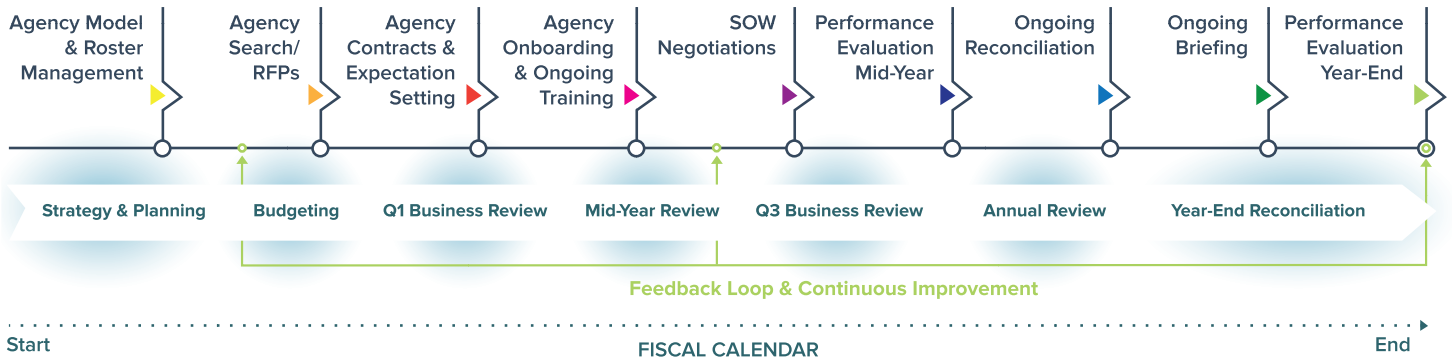 Agency Model
& Roster
Management
Agency
Search/
RFPs
Agency
Contracts &
Expectation
Setting
Agency
Onboarding
& Ongoing
Training
SOW
Negotiations
Performance
Evaluation
Mid-Year
Ongoing
Reconciliation
Ongoing
Briefing
Performance
Evaluation
Year-End
Strategy & Planning
Budgeting
Q1 Business Review
Mid-Year Review
Q3 Business Review
Annual Review
Year-End Reconciliation
Feedback Loop & Continuous Improvement
Start
FISCAL CALENDAR
End